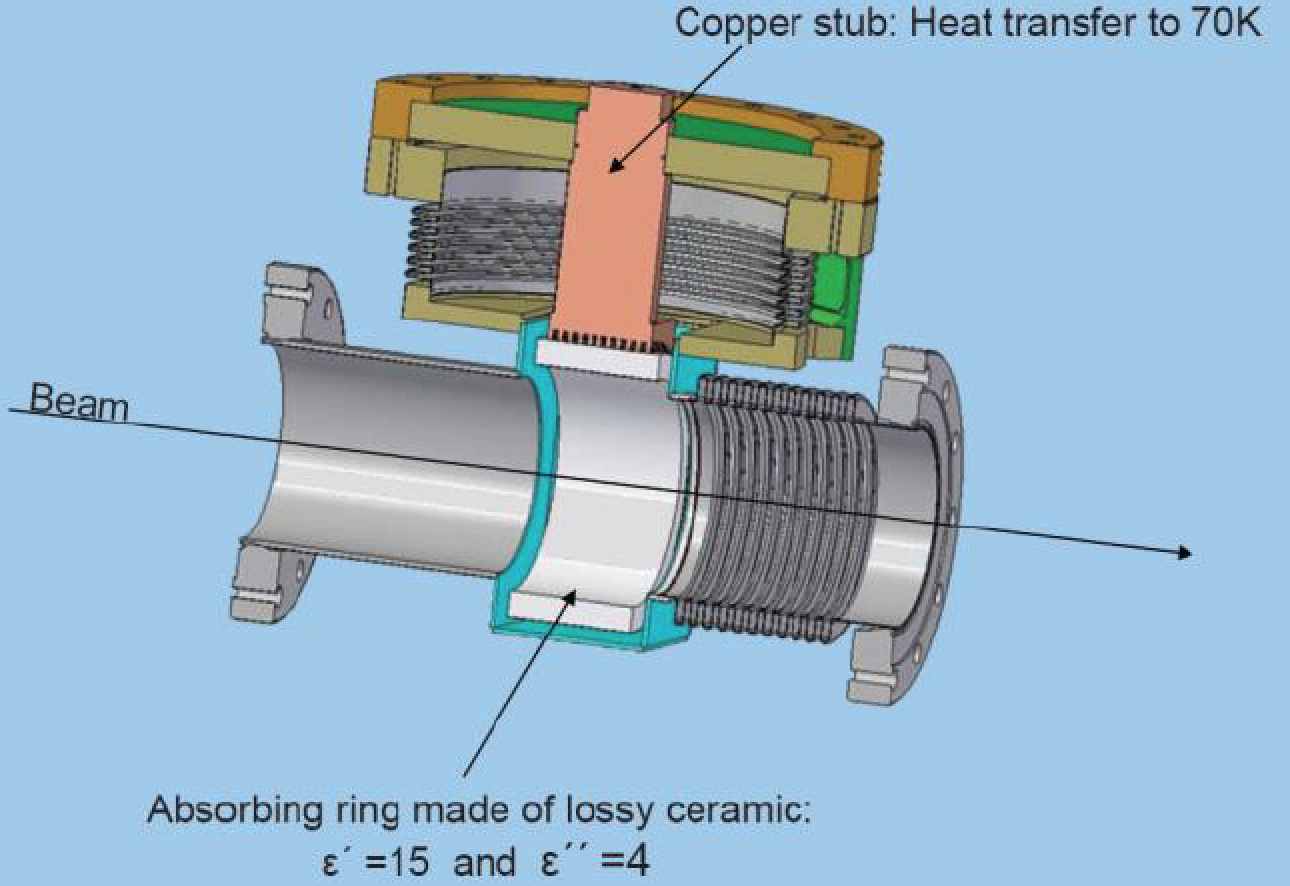 Copper stub: Heat transfer to 70K
Beam
Absorbing ring made of lossy ceramic:
ε´ =15 and ε´´ =4